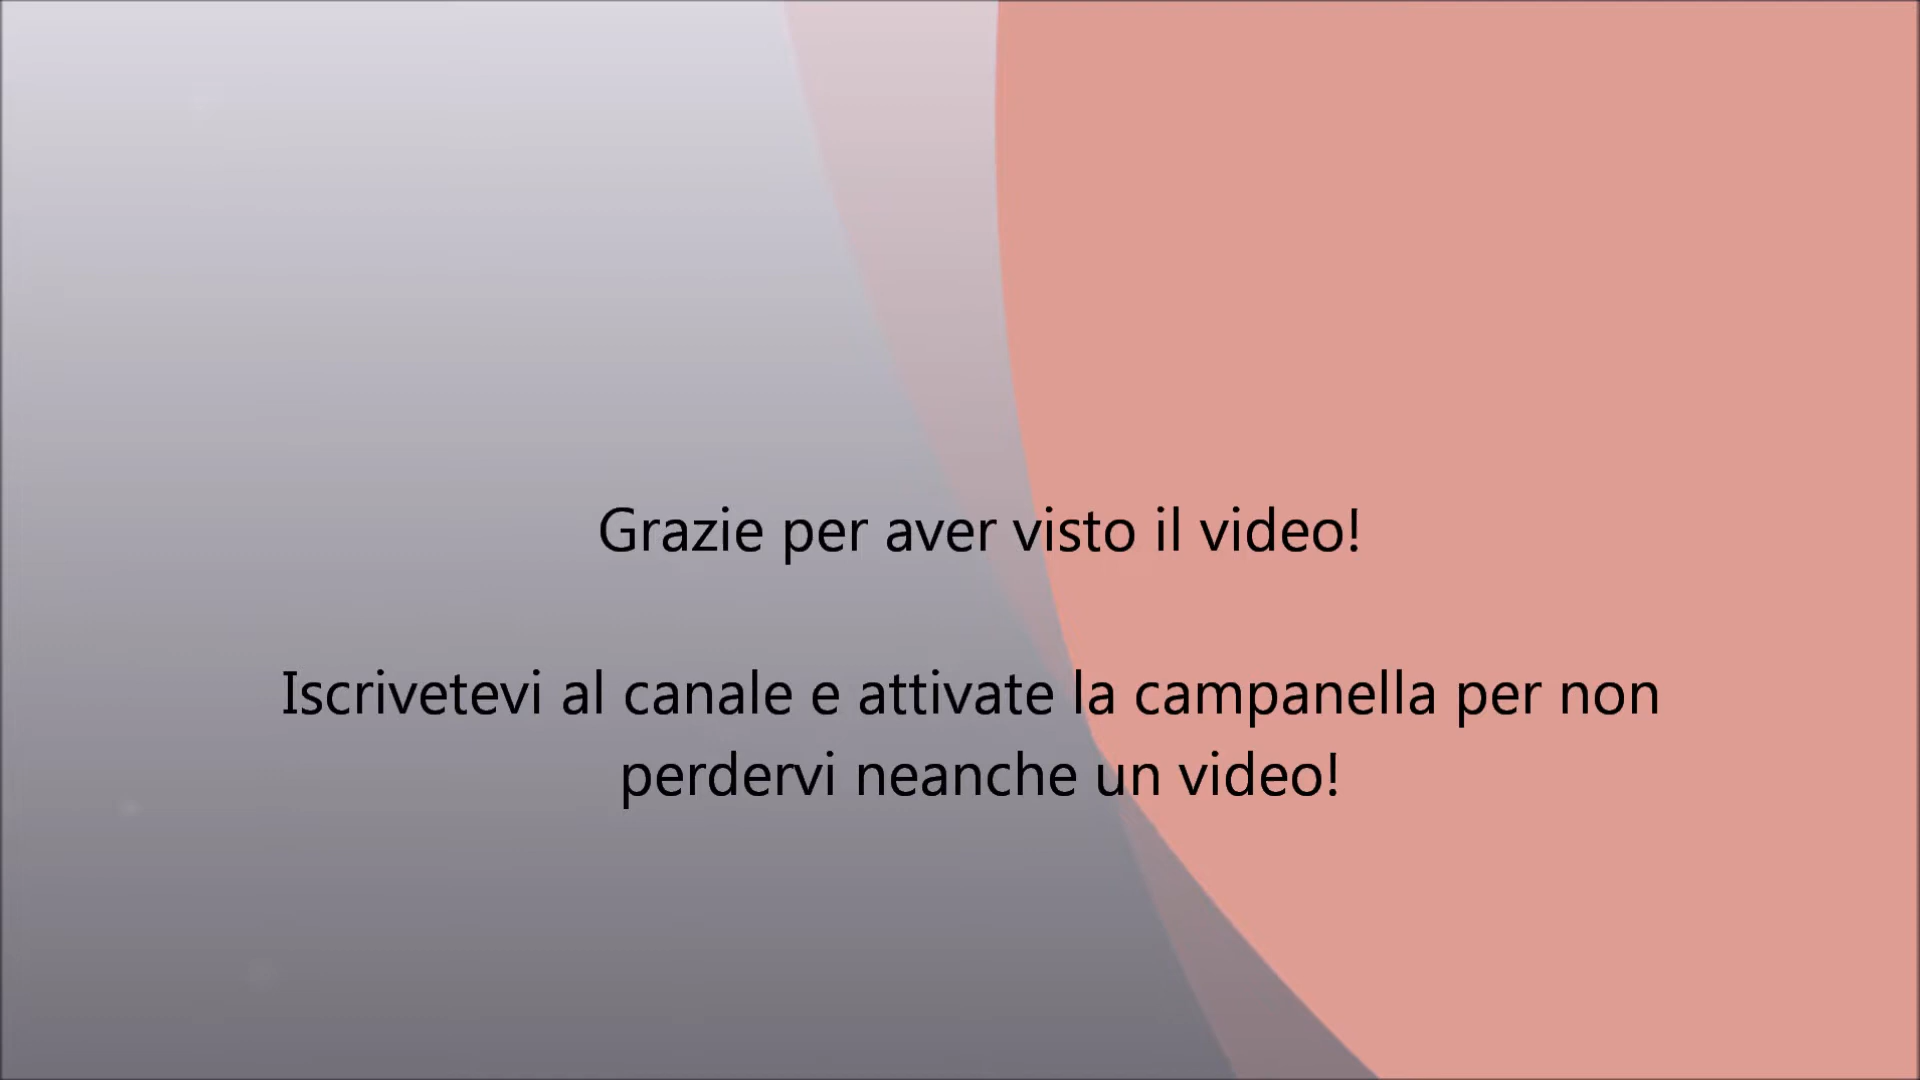 Grazie per aver visto il video!
Iscrivetevi al canale e attivate la campanella per non
perdervi neanche un video!